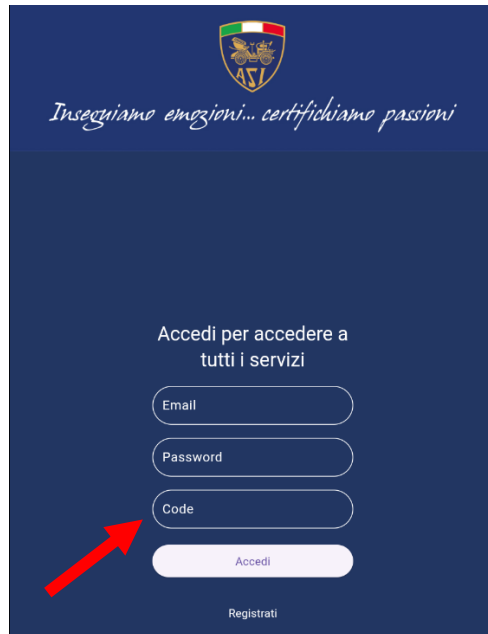 ASI
Inseguiamo emozioni... certifichiamo passioni
Accedi per accedere a
tutti i servizi
Email
Password
Code
Accedi
Registrati